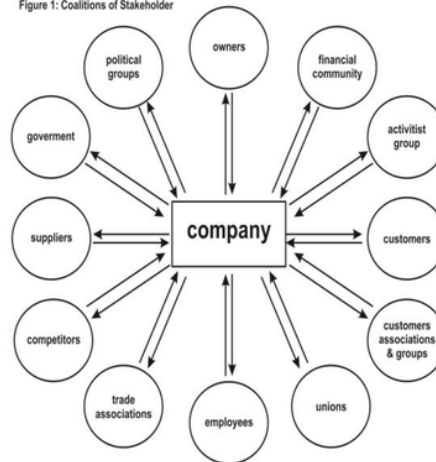 Figure 1: Coalitions of Stakeholder
owners
political
groups
financial
community
goverment
activitist
group
suppliers
company
customers
competitors
customers
associations
& groups
trade
associations
employees
unions